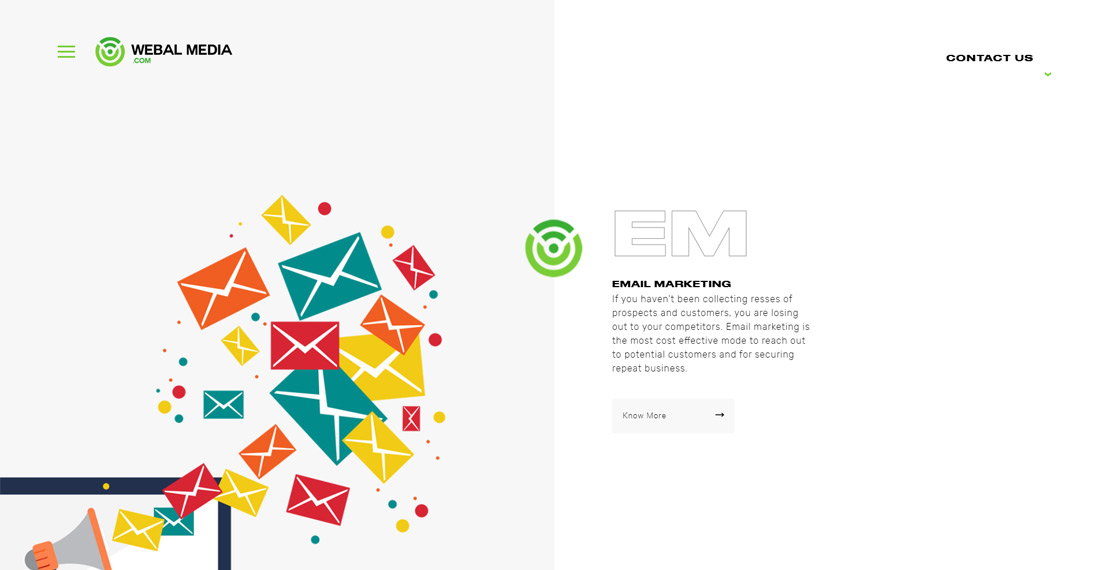 WEBAL MEDIA
.COM
CONTACT US
EM
EMAIL MARKETING
If you haven't been collecting resses of
prospects and customers, you are losing
out to your competitors. Email marketing is
the most cost effective mode to reach out
to potential customers and for securing
repeat business.
Know More